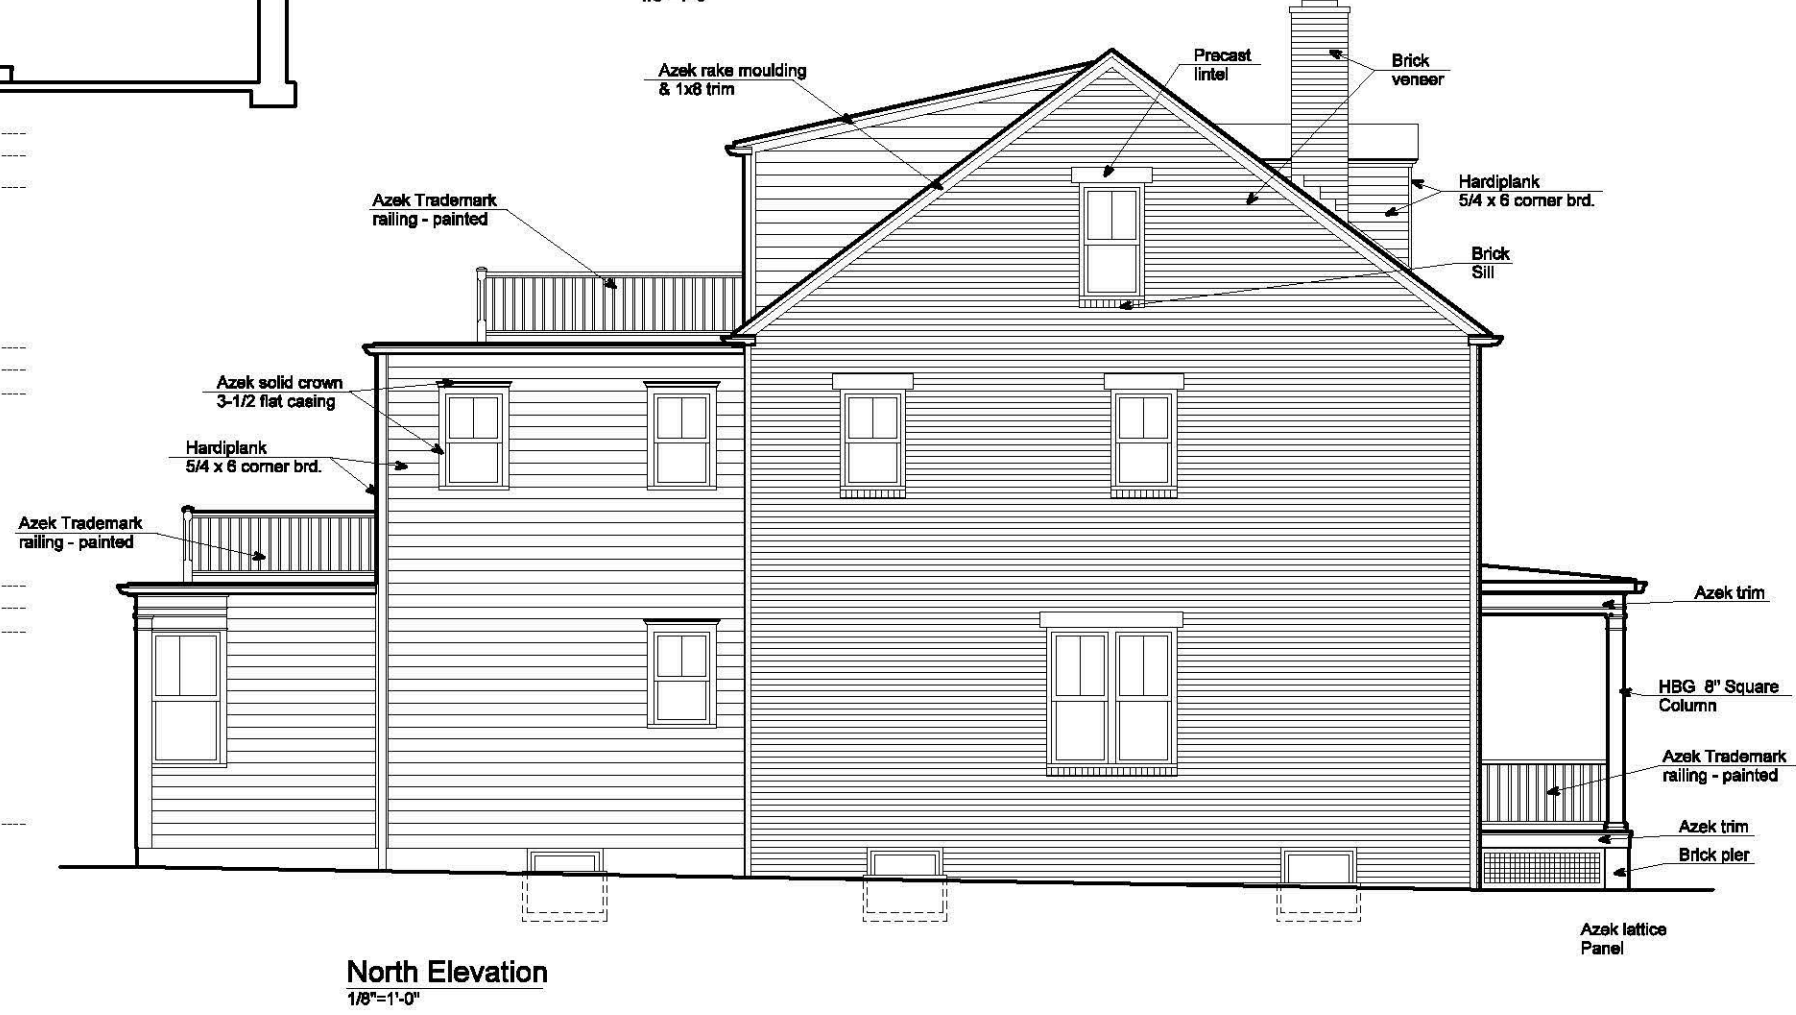 Azek rake moulding
& 1x8 trim
Precast
lintel
Brick
veneer
Hardiplank
5/4 x 6 corner brd.
Azek Trademark
railing - painted
Brick
Sill
Azek solid crown
3-1/2 flat casing
Hardiplank
5/4 x 6 corner brd.
Azek Trademark
railing - painted
Azek trim
HBG 8" Square
Column
Azek Trademark
railing - painted
Azek trim
Brick pier
Azek lattice
Panel
North Elevation
1/8"=1'-0"